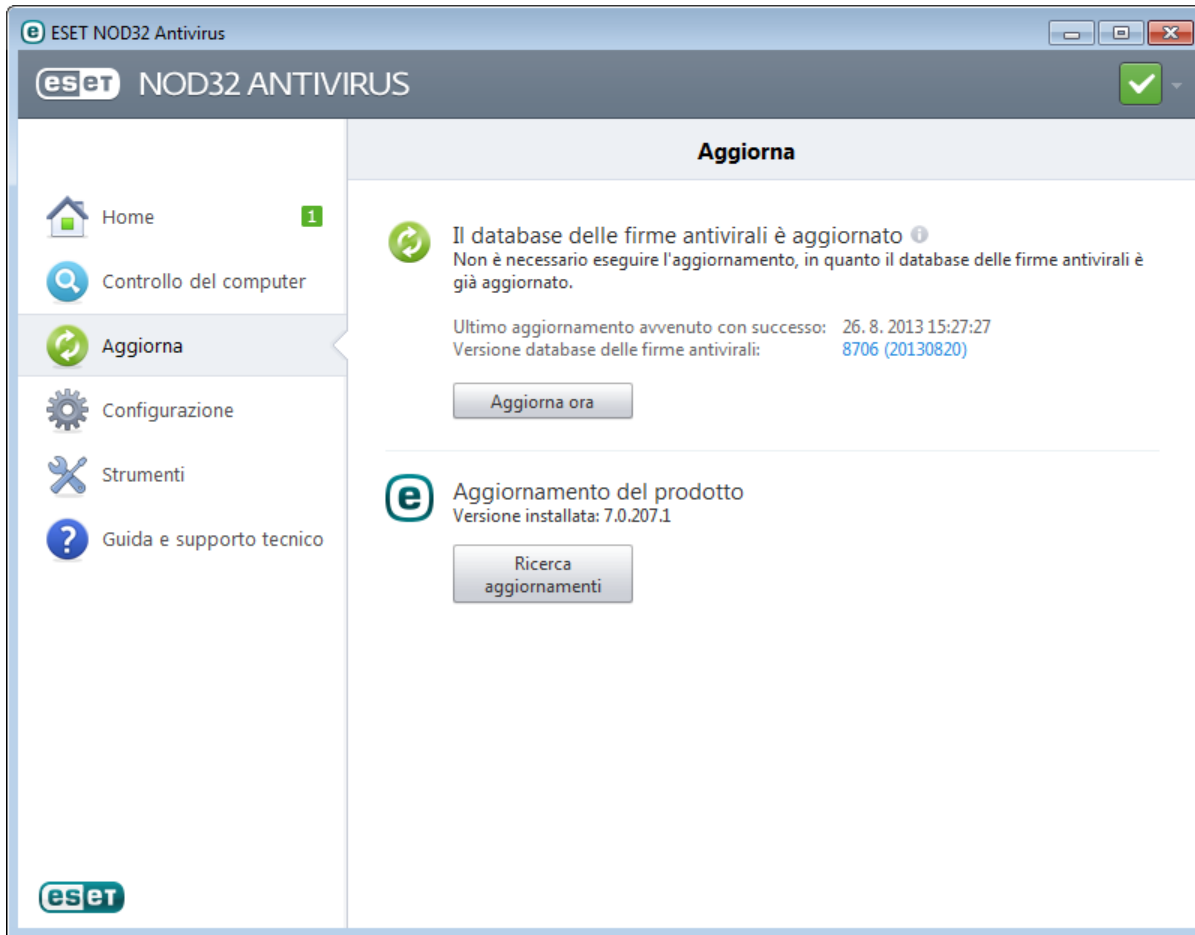 ESET NOD32 Antivirus
eseT NOD32 ANTIVIRUS
Home 1
Controllo del computer
Aggiorna
Configurazione
Strumenti
Guida e supporto tecnico
eseT
Aggiorna
Il database delle firme antivirali è aggiornato
Non è necessario eseguire l'aggiornamento, in quanto il database delle firme antivirali è
già aggiornato.
Ultimo aggiornamento avvenuto con successo: 26. 8. 2013 15:27:27
Versione database delle firme antivirali: 8706 (20130820)
Aggiorna ora
Aggiornamento del prodotto
Versione installata: 7.0.207.1
Ricerca
aggiornamenti